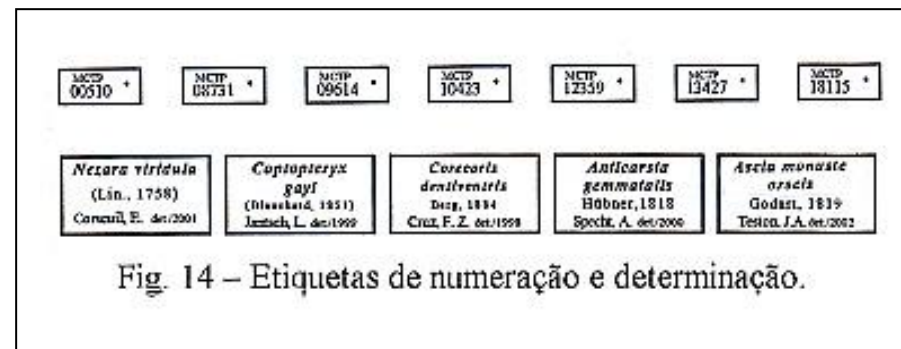 MCTP MCTP MCTP MCTP MCTP MCTP MCTP
00510 08731 09614 10423 12359 13427 18115
Nezara viridula
(Lin., 1758)
det./2001
Coptopteryx
gayi
(Blanchard, 1851)
Jantsch, L. det/1999
Corecoris
dentiventris
Berg, 1884
Cruz, F. Z. det/1998
Anticarsia
gemmatalis
Hübner, 1818
Specht, A. det/2000
Ascia monuste
orseis
Godart, 1819
Teston, J.A. det/2002
Fig. 14 – Etiquetas de numeração e determinação.